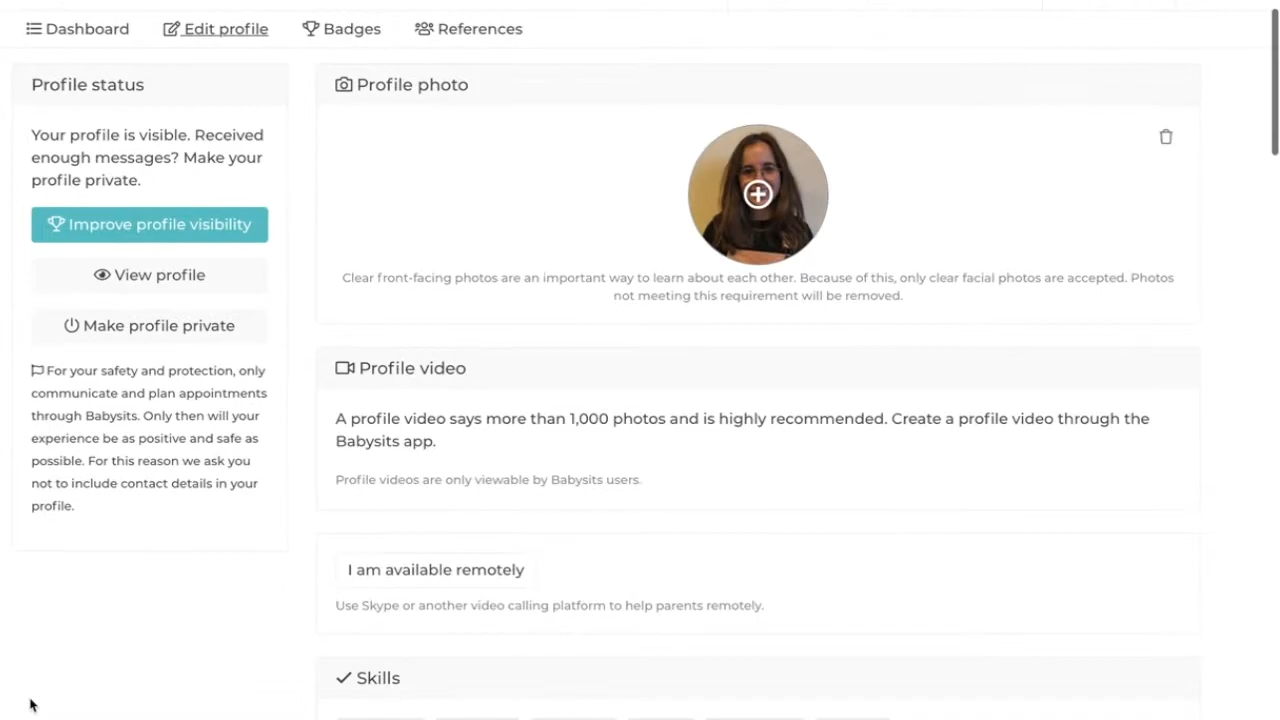 Dashboard
Edit profile
Badges
References
Profile status
Your profile is visible. Received
enough messages? Make your
profile private.
Improve profile visibility
View profile
Make profile private
For your safety and protection, only
communicate and plan appointments
through Babysits. Only then will your
experience be as positive and safe as
possible. For this reason we ask you
not to include contact details in your
profile.
Profile photo
Clear front-facing photos are an important way to learn about each other. Because of this, only clear facial photos are accepted. Photos
not meeting this requirement will be removed.
Profile video
A profile video says more than 1,000 photos and is highly recommended. Create a profile video through the
Babysits app.
Profile videos are only viewable by Babysits users.
I am available remotely
Use Skype or another video calling platform to help parents remotely.
Skills